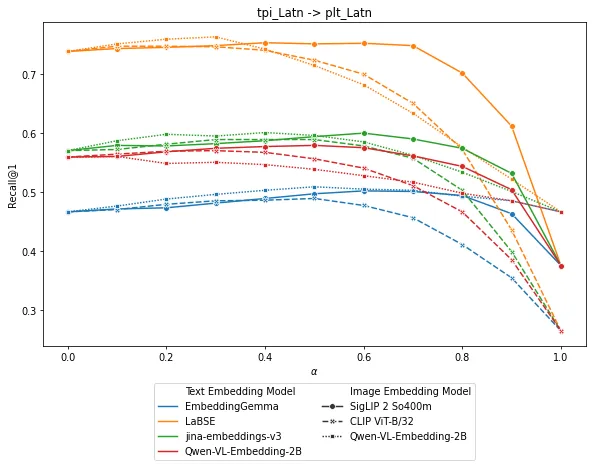 tpi_Latn -> plt_Latn
Recall@1
0.7
0.6
0.5
0.4
0.3
0.0 0.2 0.4 0.6 0.8 1.0
α
Text Embedding Model Image Embedding Model
EmbeddingGemma SigLIP 2 So400m
LaBSE CLIP ViT-B/32
jina-embeddings-v3 Qwen-VL-Embedding-2B
Qwen-VL-Embedding-2B